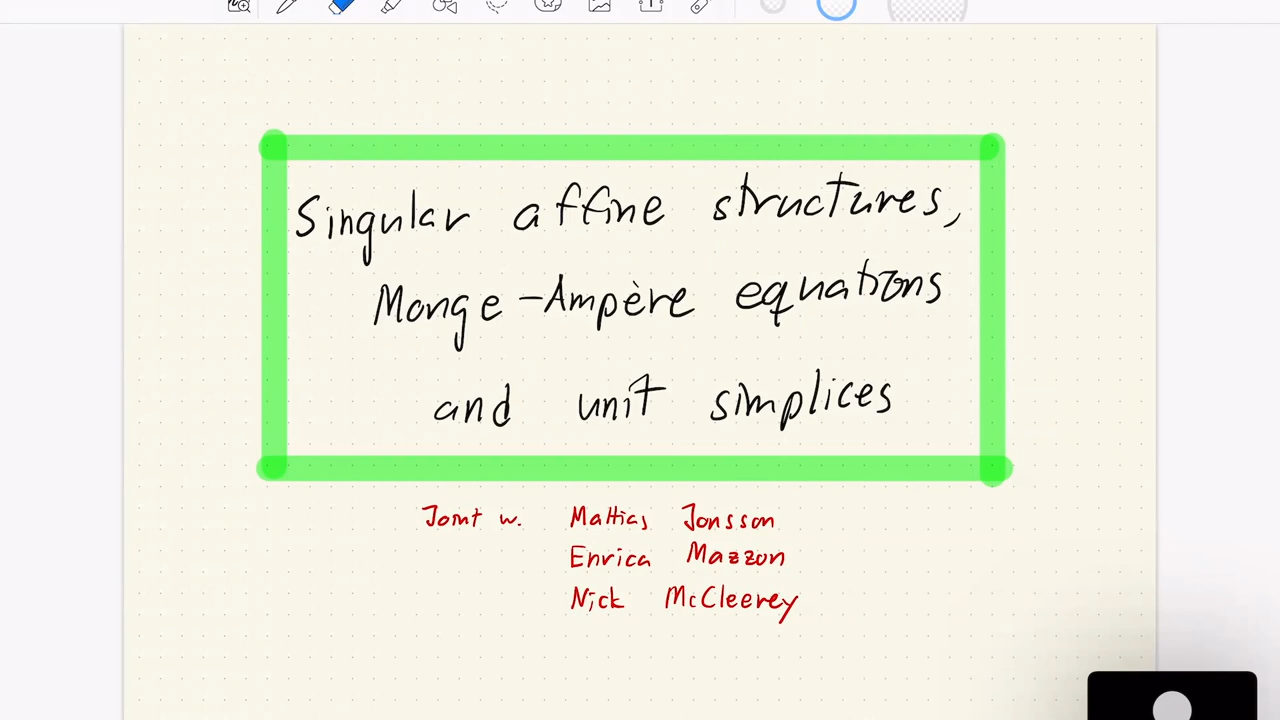 Singular affine structures,
Monge-Ampère equations
and unit simplices
Joint w. Mattias Jonsson
Enrica Mazzon
Nick McCleerey